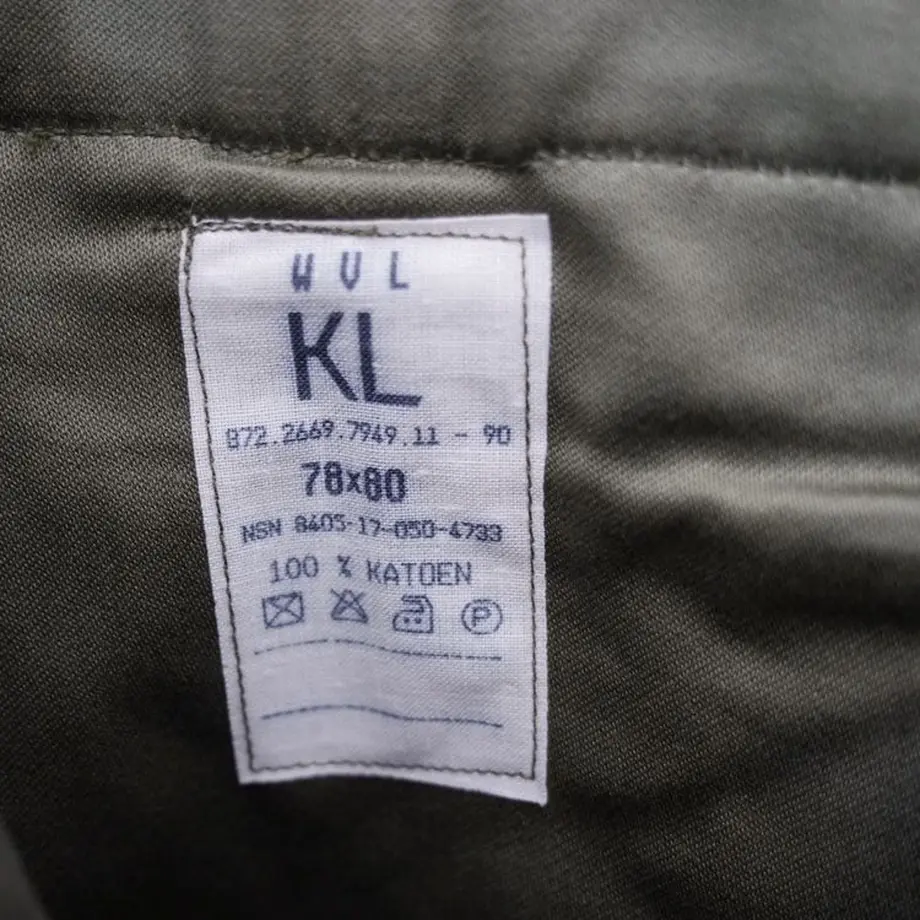 WVL
KL
872.2669.7949.11 - 90
78x80
NSN 8405-17-050-4733
100 % KATOEN
P